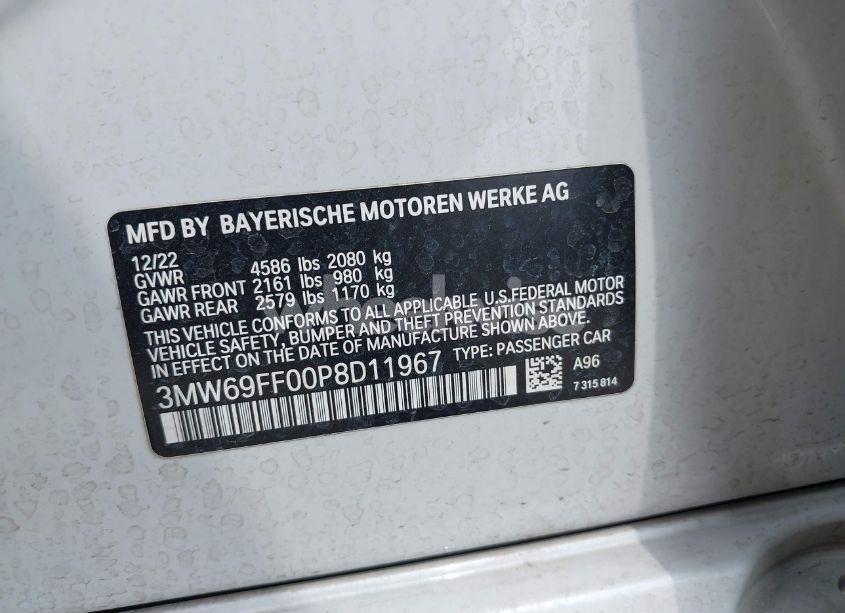 MFD BY BAYERISCHE MOTOREN WERKE AG
12/22
GVWR 4586 lbs 2080 kg
GAWR FRONT 2161 lbs 980 kg
GAWR REAR 2579 lbs 1170 kg
THIS VEHICLE CONFORMS TO ALL APPLICABLE U.S.FEDERAL MOTOR
VEHICLE SAFETY, BUMPER AND THEFT PREVENTION STANDARDS
IN EFFECT ON THE DATE OF MANUFACTURE SHOWN ABOVE.
3MW69FF00P8D11967 TYPE: PASSENGER CAR
A96
7 315 814